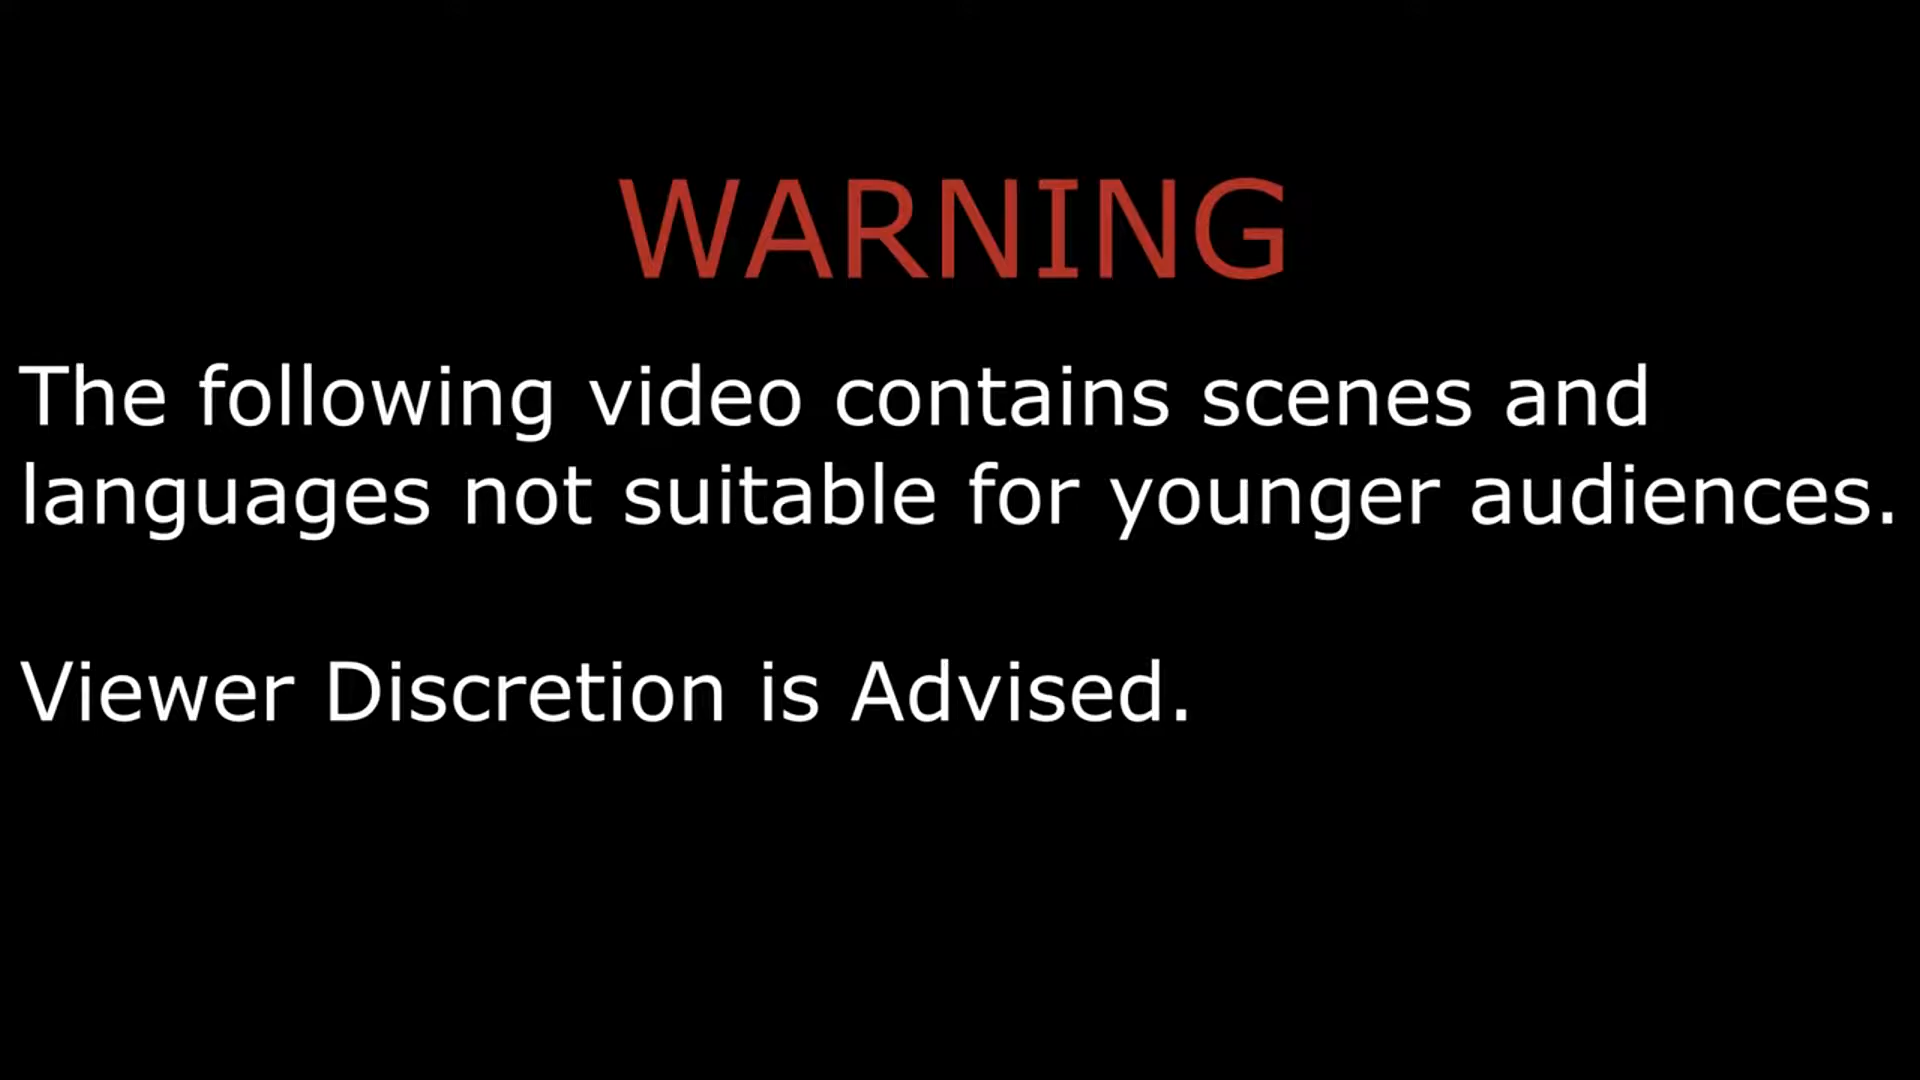 WARNING
The following video contains scenes and
languages not suitable for younger audiences.
Viewer Discretion is Advised.